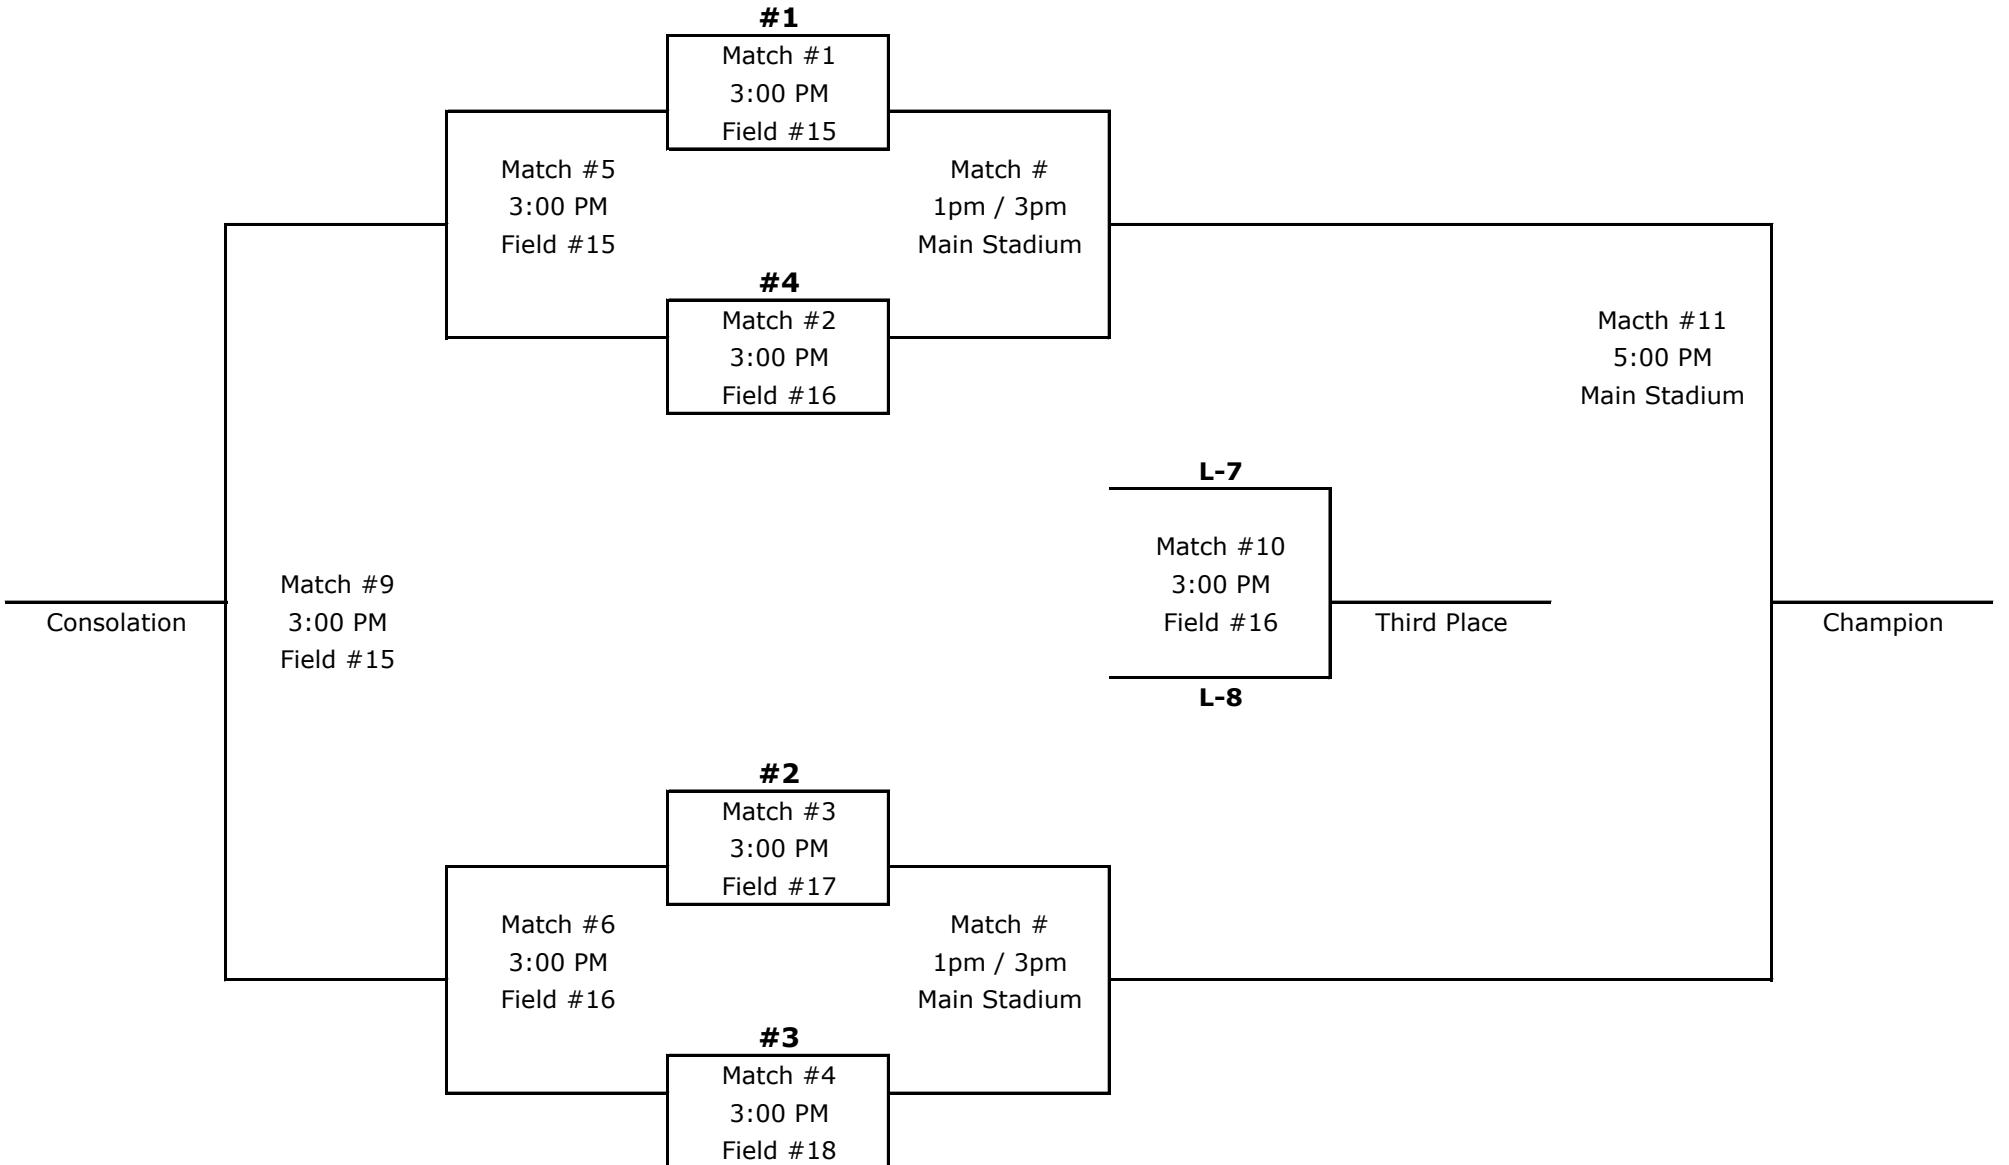 #1
Match #1
3:00 PM
Field #15
Match #5
3:00 PM
Field #15
Match #
1pm / 3pm
Main Stadium
#4
Match #2
3:00 PM
Field #16
Macth #11
5:00 PM
Main Stadium
L-7
Match #10
3:00 PM
Field #16
L-8
Third Place
Champion
Consolation
Match #9
3:00 PM
Field #15
#2
Match #3
3:00 PM
Field #17
Match #6
3:00 PM
Field #16
Match #
1pm / 3pm
Main Stadium
#3
Match #4
3:00 PM
Field #18